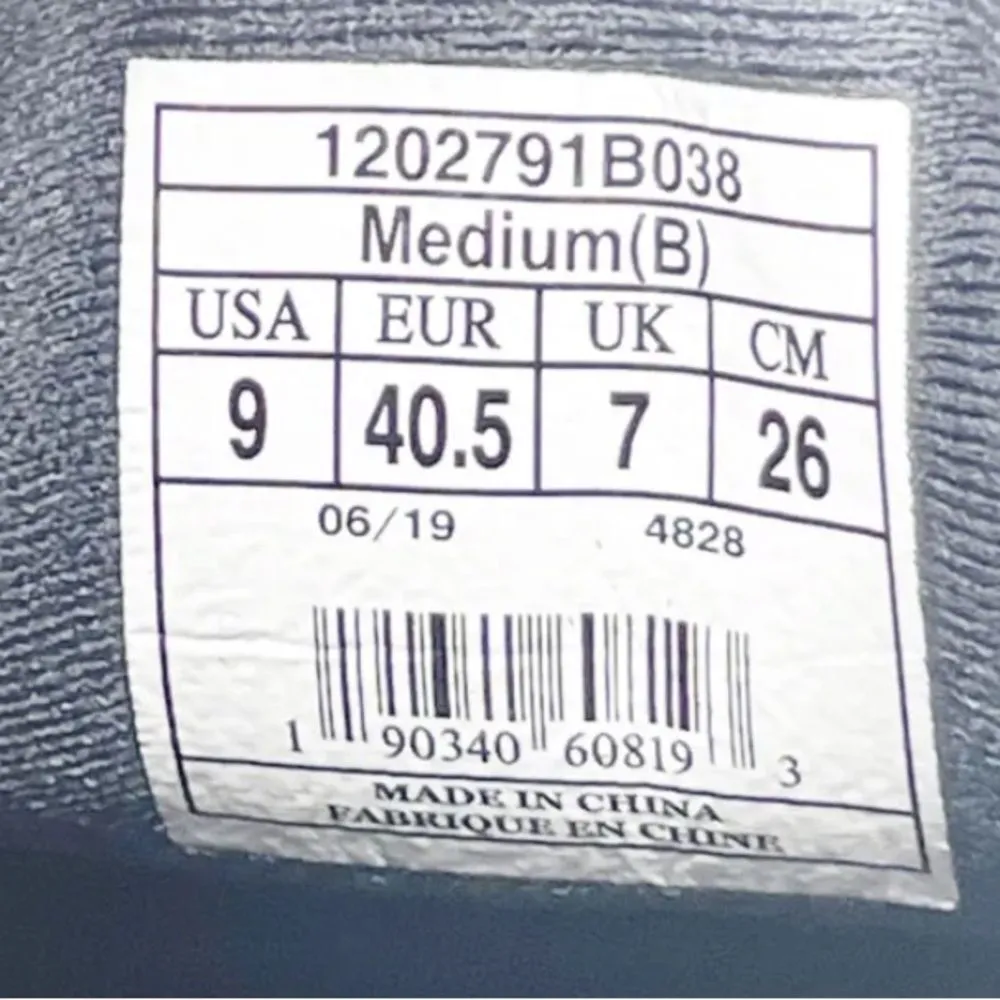 1202791B038
Medium(B)
USA EUR UK CM
9 40.5 7 26
06/19 4828
1 90340 60819 3
MADE IN CHINA
FABRIQUE EN CHINE